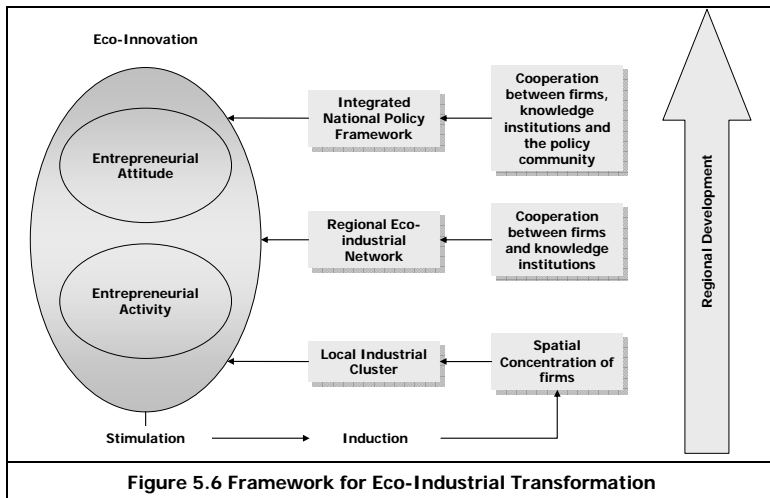 Eco-Innovation
Entrepreneurial
Attitude
Entrepreneurial
Activity
Integrated
National Policy
Framework
Cooperation
between firms,
knowledge
institutions and
the policy
community
Regional Eco-
industrial
Network
Cooperation
between firms
and knowledge
institutions
Local Industrial
Cluster
Spatial
Concentration of
firms
Stimulation
Induction
Regional Development
Figure 5.6 Framework for Eco-Industrial Transformation